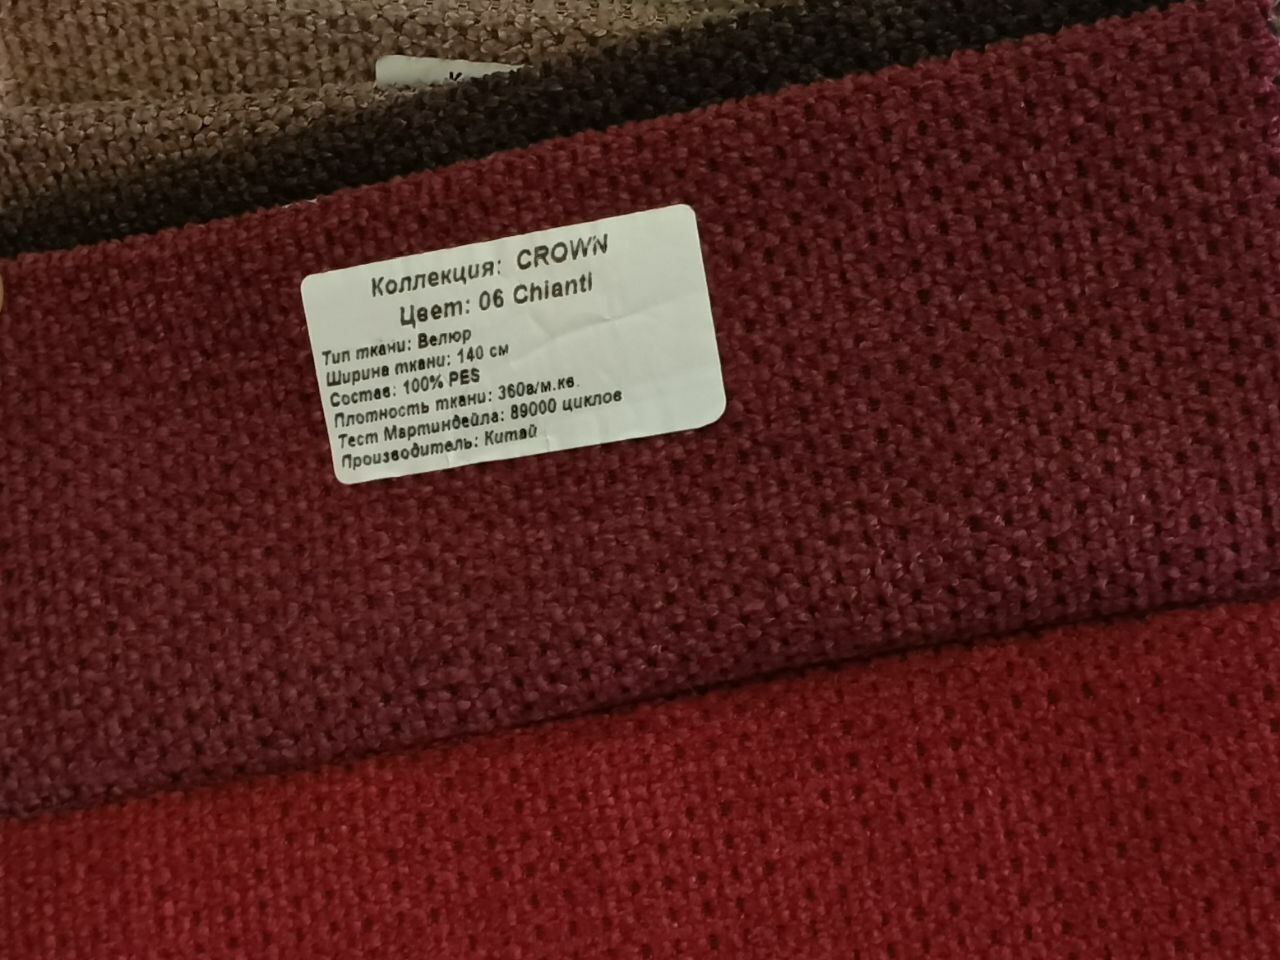 Коллекция: CROWN
Цвет: 06 Chianti
Тип ткани: Велюр
Ширина ткани: 140 см
Состав: 100% PES
Плотность ткани: 360г/м.кв.
Тест Мартиндейла: 89000 циклов
Производитель: Китай